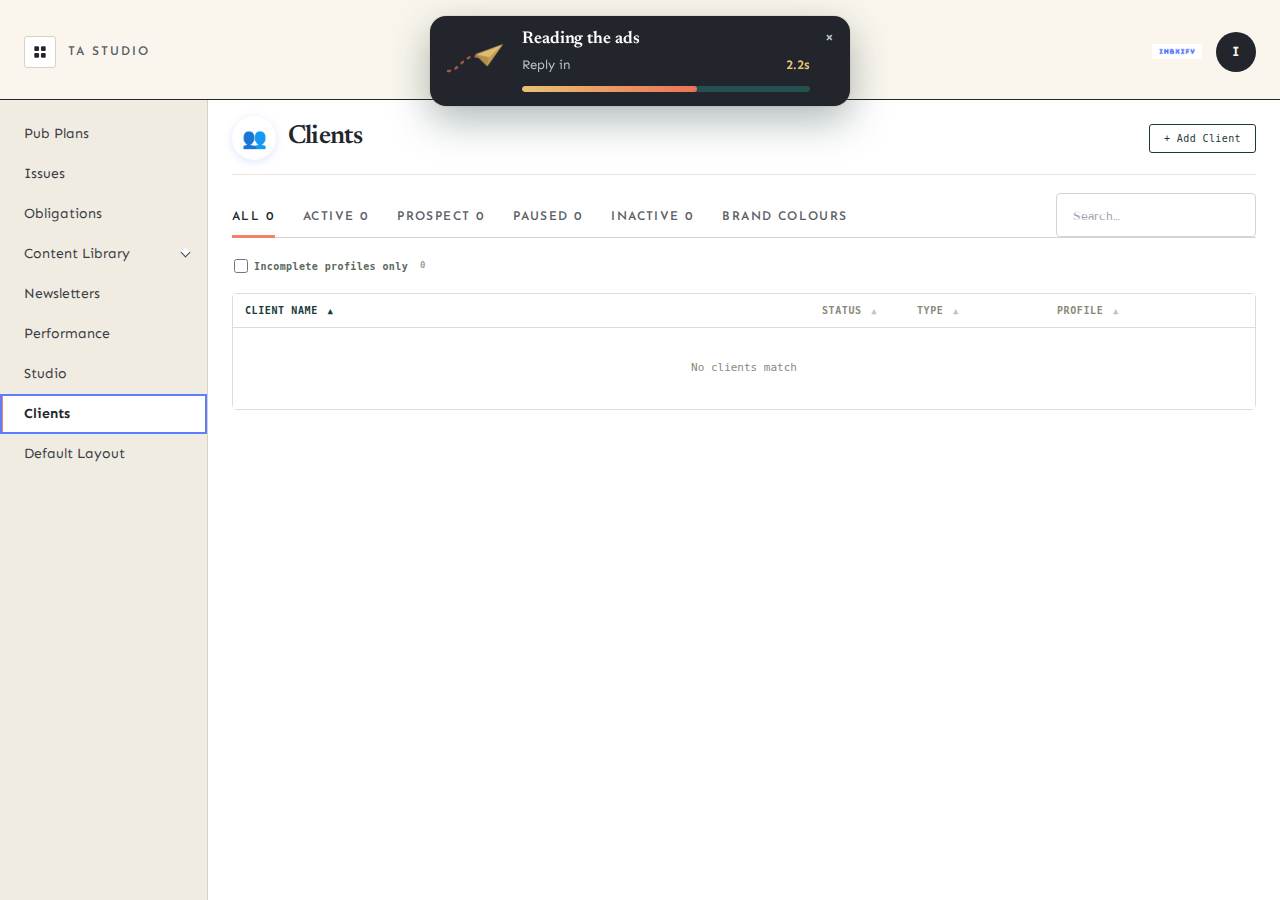 TA STUDIO
Reading the ads
×
Reply in 2.2s
INBXIFY
I
Pub Plans
Issues
Obligations
Content Library
Newsletters
Performance
Studio
Clients
Default Layout
Clients
+ Add Client
ALL 0 ACTIVE 0 PROSPECT 0 PAUSED 0 INACTIVE 0 BRAND COLOURS
Search...
Incomplete profiles only 0
CLIENT NAME ▲ STATUS ▲ TYPE ▲ PROFILE ▲
No clients match